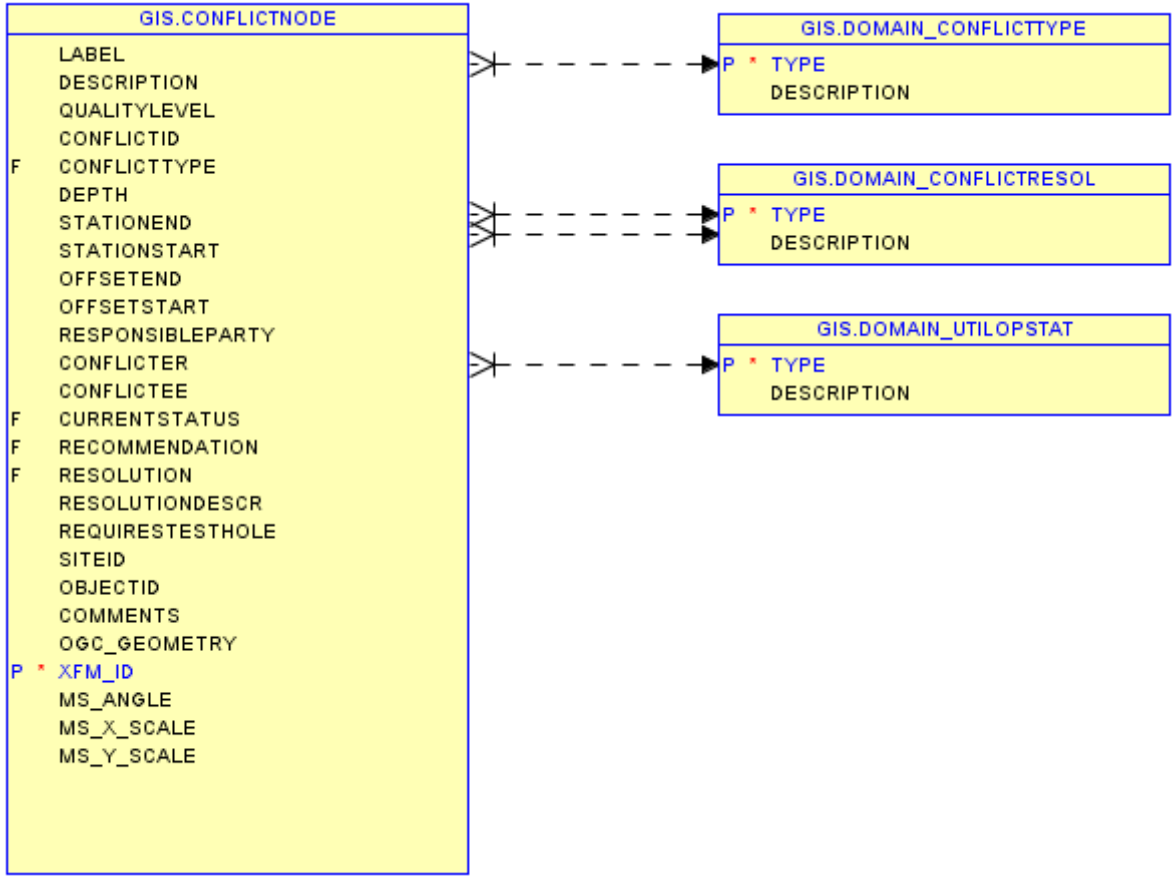 GIS.CONFLICTNODE
LABEL
DESCRIPTION
QUALITYLEVEL
CONFLICTID
F CONFLICTTYPE
DEPTH
STATIONEND
STATIONSTART
OFFSETEND
OFFSETSTART
RESPONSIBLEPARTY
CONFLICTER
CONFLICTEE
F CURRENTSTATUS
F RECOMMENDATION
F RESOLUTION
RESOLUTIONDESCR
REQUIRESTESTHOLE
SITEID
OBJECTID
COMMENTS
OGC_GEOMETRY
P * XFM_ID
MS_ANGLE
MS_X_SCALE
MS_Y_SCALE
GIS.DOMAIN_CONFLICTTYPE
P * TYPE
DESCRIPTION
GIS.DOMAIN_CONFLICTRESOL
P * TYPE
DESCRIPTION
GIS.DOMAIN_UTILOPSTAT
P * TYPE
DESCRIPTION